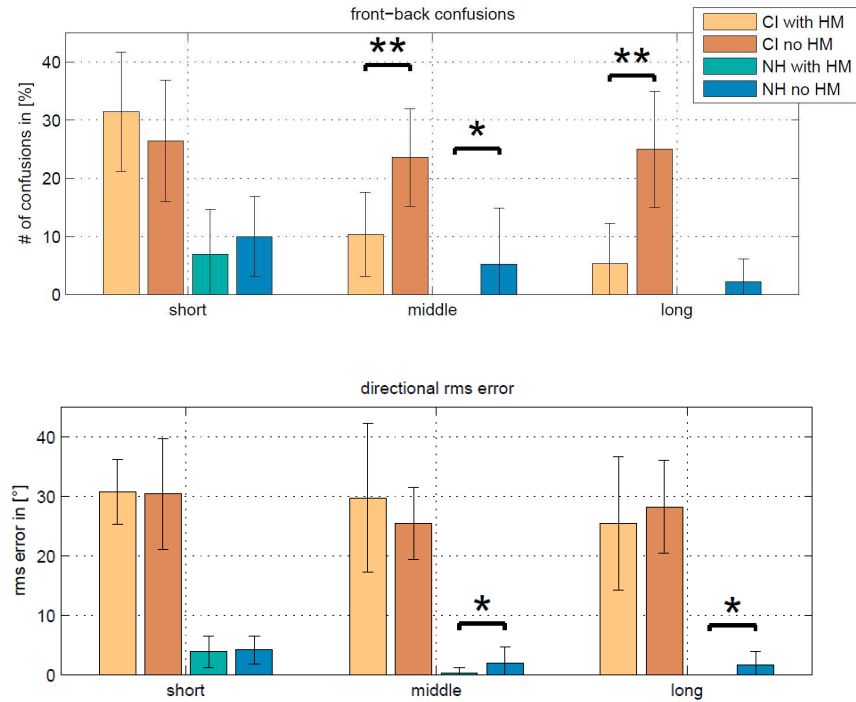 front-back confusions
CI with HM
CI no HM
NH with HM
NH no HM
# of confusions in [%]
40
30
20
10
0
** ** *
short middle long
directional rms error
rms error in [°]
40
30
20
10
0
* *
short middle long